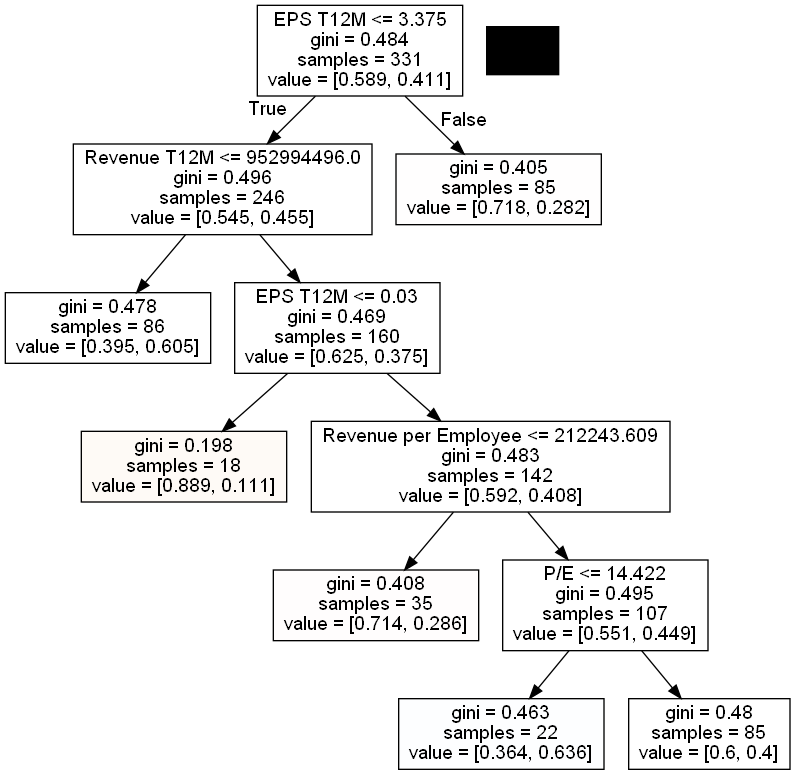 EPS T12M <= 3.375
gini = 0.484
samples = 331
value = [0.589, 0.411]
True
False
Revenue T12M <= 952994496.0
gini = 0.496
samples = 246
value = [0.545, 0.455]
gini = 0.405
samples = 85
value = [0.718, 0.282]
gini = 0.478
samples = 86
value = [0.395, 0.605]
EPS T12M <= 0.03
gini = 0.469
samples = 160
value = [0.625, 0.375]
gini = 0.198
samples = 18
value = [0.889, 0.111]
Revenue per Employee <= 212243.609
gini = 0.483
samples = 142
value = [0.592, 0.408]
gini = 0.408
samples = 35
value = [0.714, 0.286]
P/E <= 14.422
gini = 0.495
samples = 107
value = [0.551, 0.449]
gini = 0.463
samples = 22
value = [0.364, 0.636]
gini = 0.48
samples = 85
value = [0.6, 0.4]